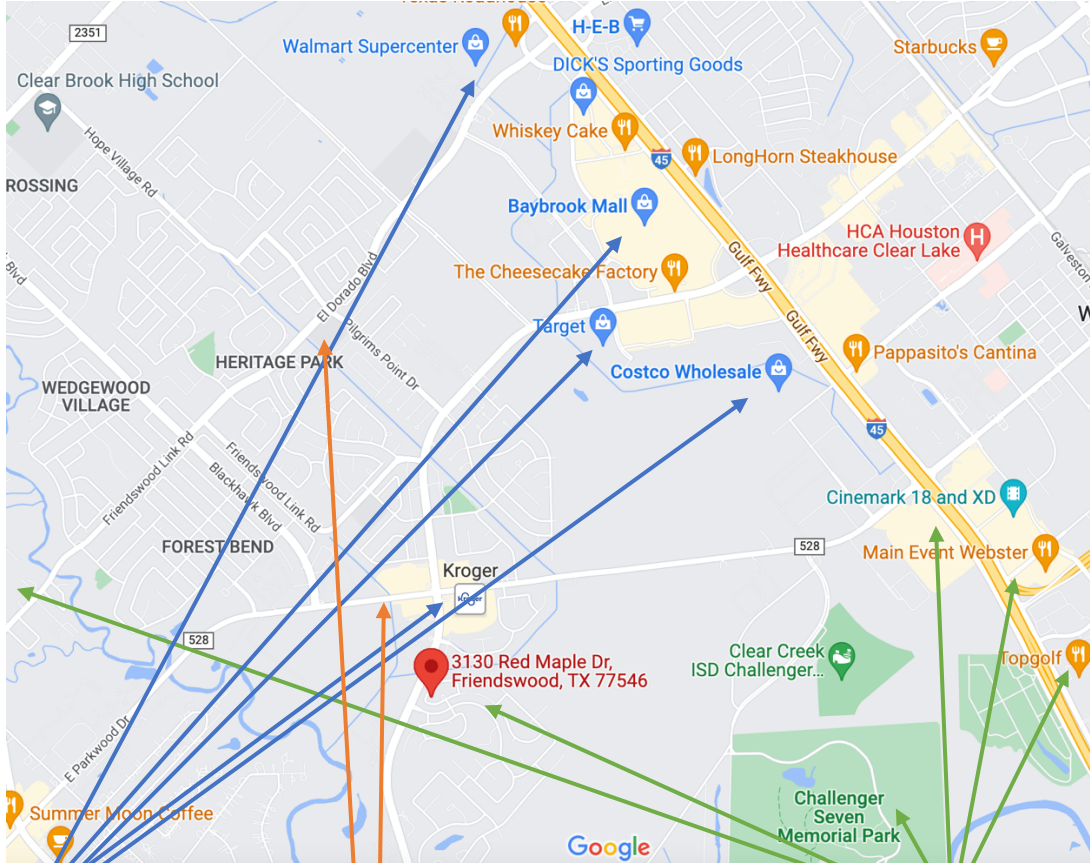 2351
Walmart Supercenter
H-E-B
DICK'S Sporting Goods
Starbucks
Clear Brook High School
Whiskey Cake
45
LongHorn Steakhouse
Hope Village Rd
ROSSING
Baybrook Mall
HCA Houston
Healthcare Clear Lake
Galveston
Blvd
The Cheesecake Factory
Gulf Fwy
El Dorado Blvd
Target
Gulf Fwy
W
Pilgrims Point Dr
Pappasito's Cantina
HERITAGE PARK
Costco Wholesale
WEDGEWOOD
VILLAGE
45
Friendswood Link Rd
Friendswood Link Rd
Blackhawk Blvd
Cinemark 18 and XD
FOREST BEND
528
Main Event Webster
Kroger
Kroger
528
3130 Red Maple Dr,
Friendswood, TX 77546
Clear Creek
ISD Challenger...
Topgolf
E Parkwood Dr
Summer Moon Coffee
Challenger
Seven
Memorial Park
Google